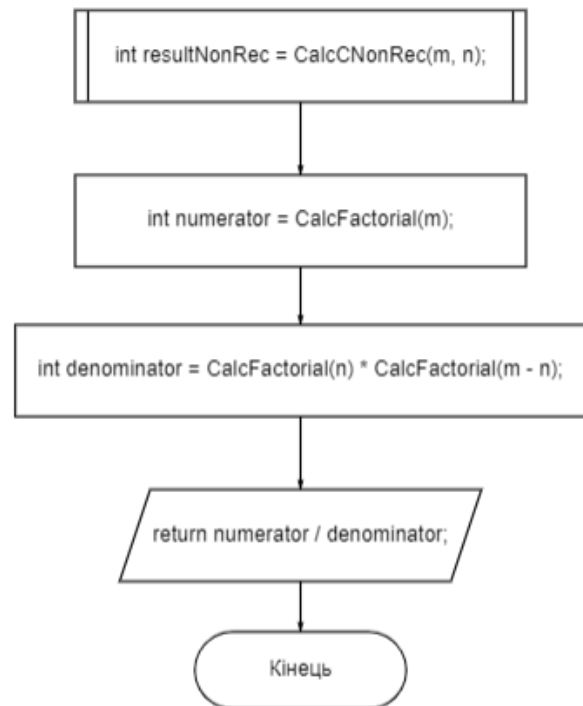 int resultNonRec = CalcCNonRec(m, n);
int numerator = CalcFactorial(m);
int denominator = CalcFactorial(n) * CalcFactorial(m - n);
return numerator / denominator;
Кінець